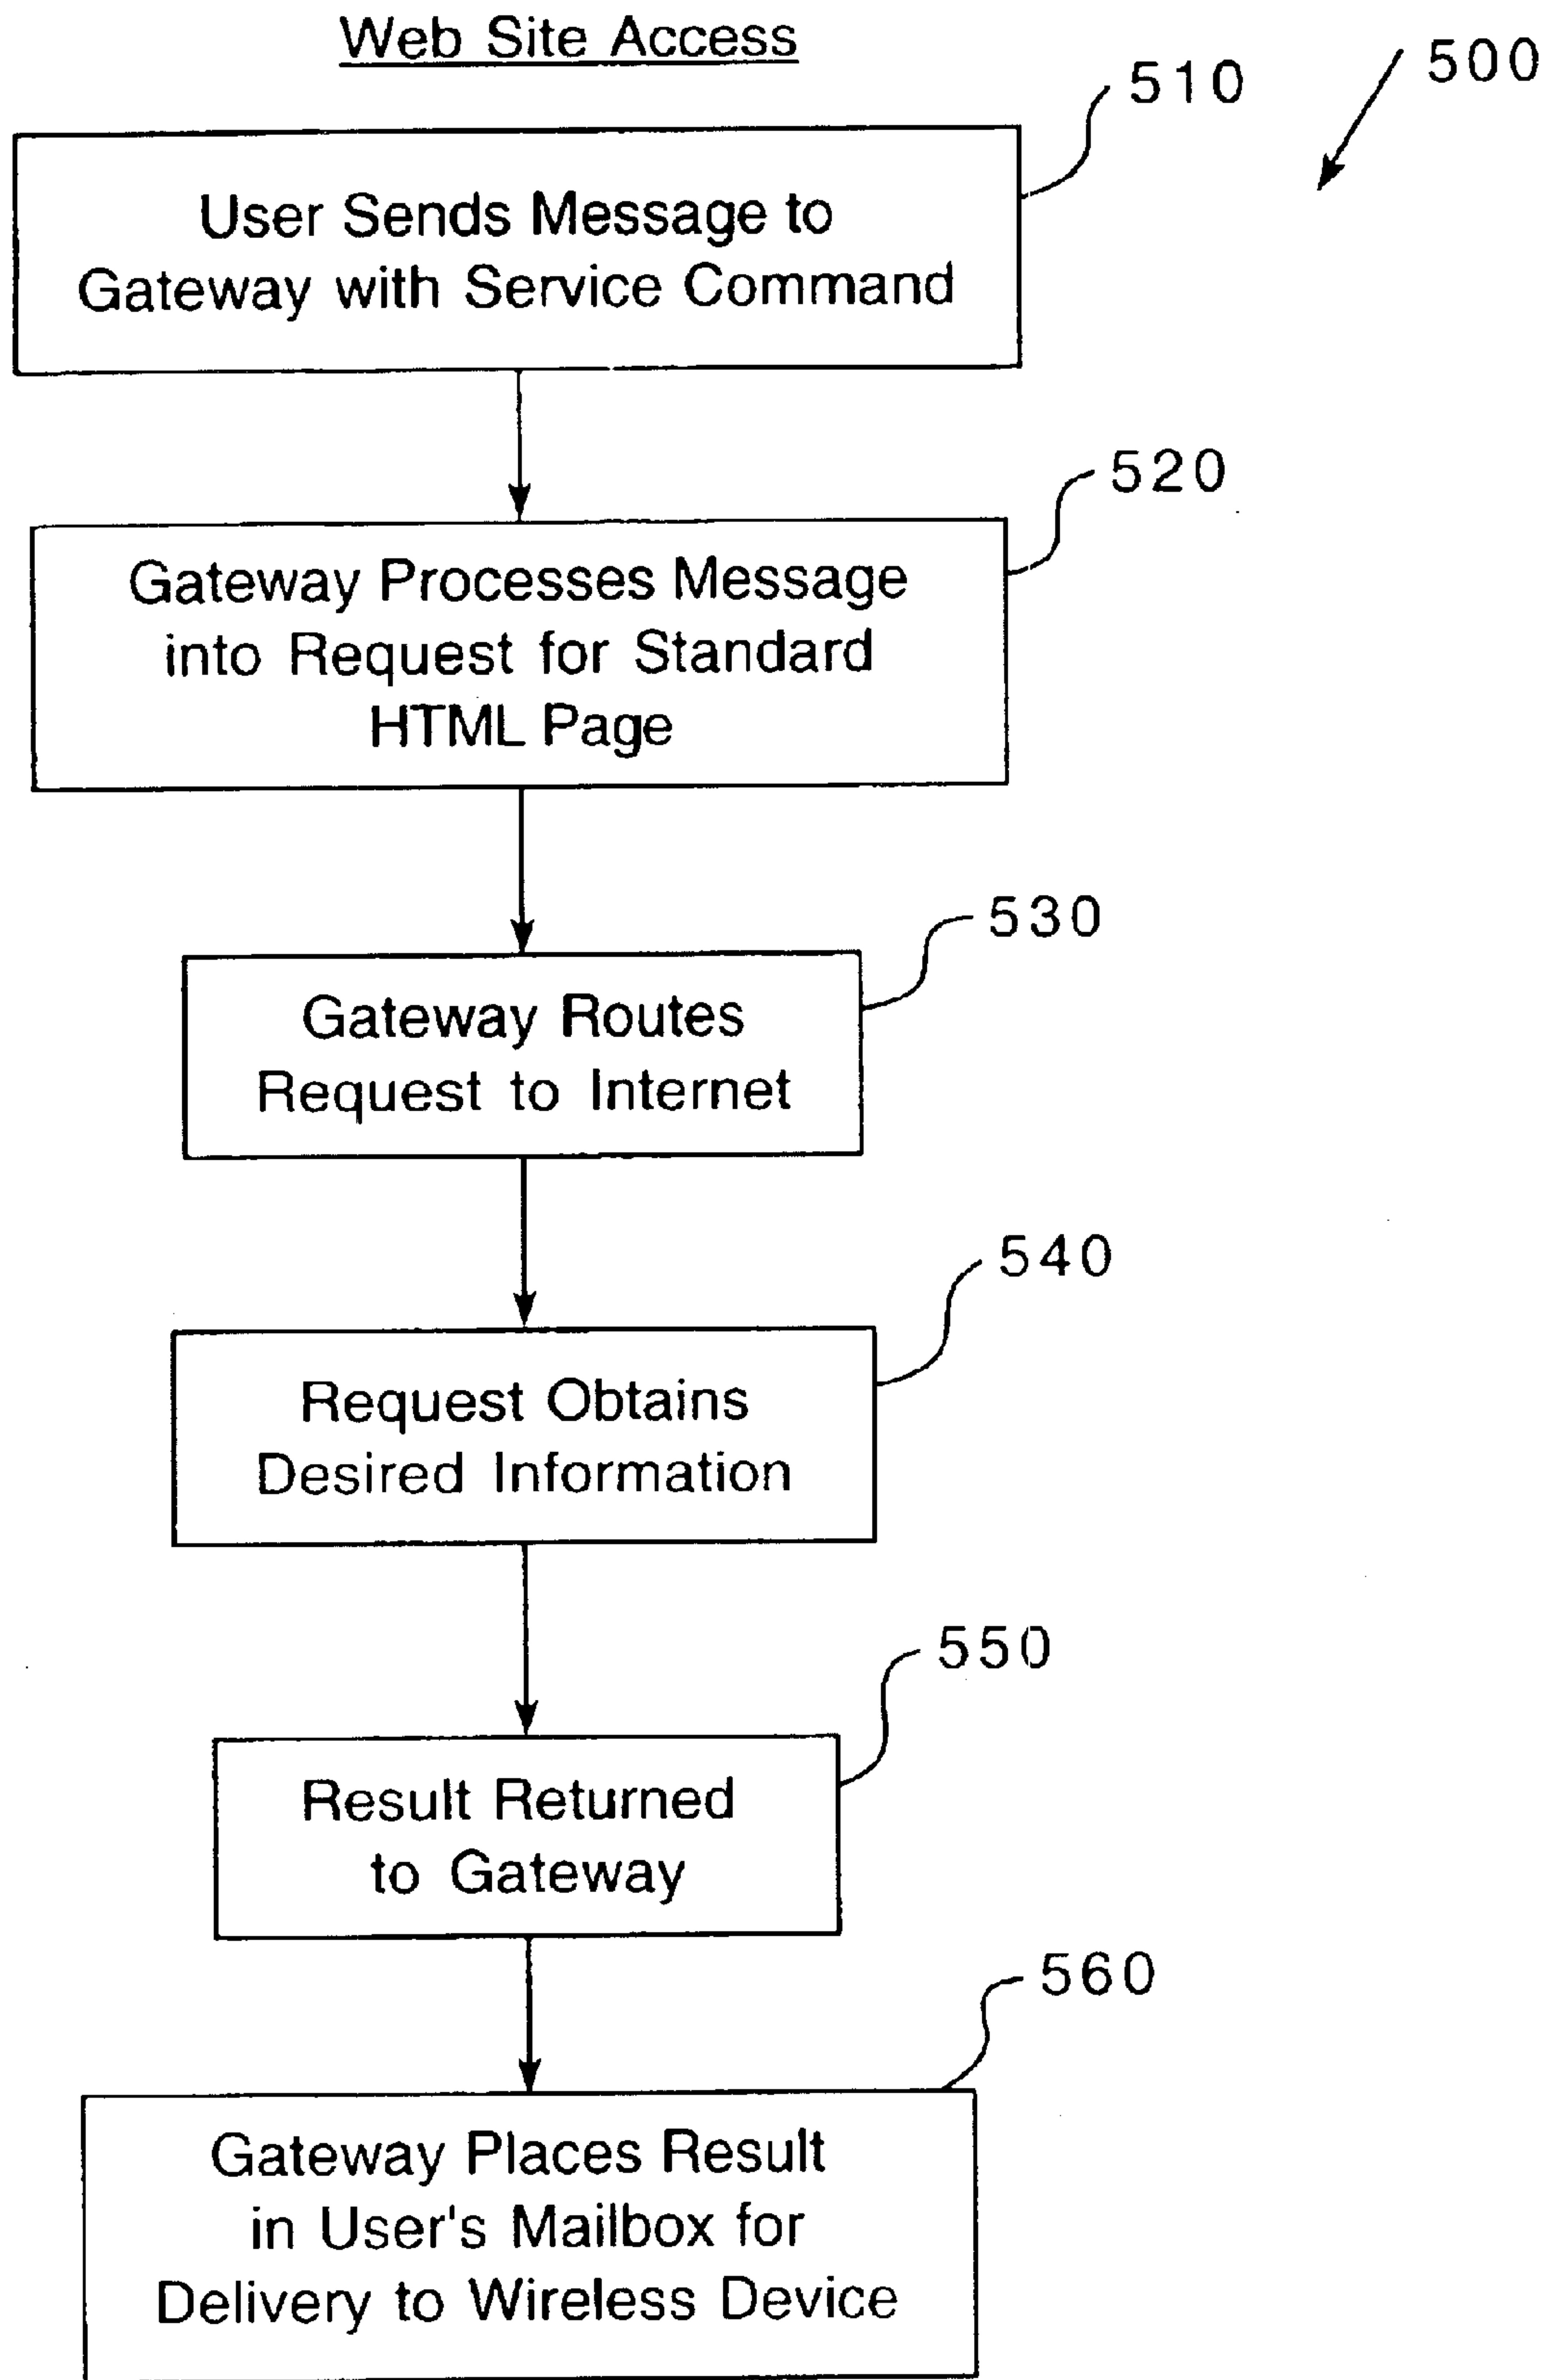 Web Site Access
500
510
User Sends Message to
Gateway with Service Command
520
Gateway Processes Message
into Request for Standard
HTML Page
530
Gateway Routes
Request to Internet
540
Request Obtains
Desired Information
550
Result Returned
to Gateway
560
Gateway Places Result
in User's Mailbox for
Delivery to Wireless Device